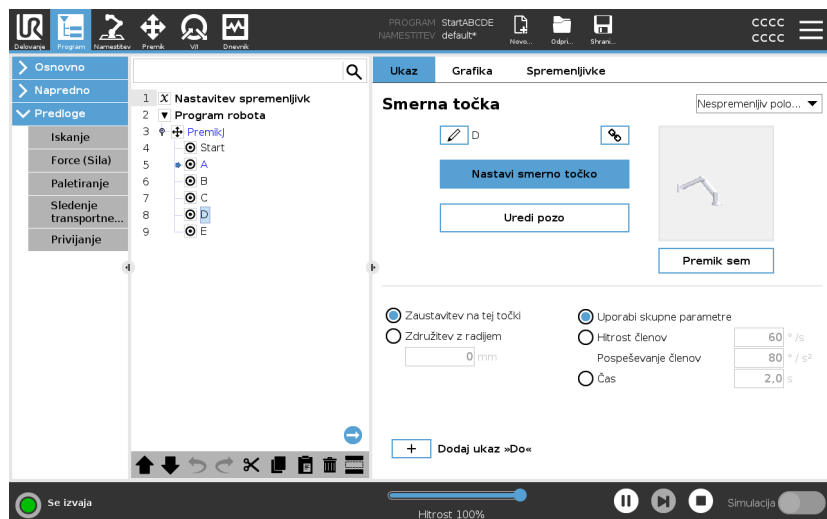 PROGRAM StartABCDE
NAMESTITEV default*
cccc
cccc
Delovanje Program Namestitev Premik V/I Dnevnik Novo... Odpri... Shrani...
Osnovno
Napredno
Predloge
Iskanje
Force (Sila)
Paletiranje
Sledenje
transportne...
Privijanje
1 X Nastavitev spremenljivk
2 Program robota
3 PremikJ
4 Start
5 A
6 B
7 C
8 D
9 E
Ukaz Grafika Spremenljivke
Smerna točka
Nespremenljiv polo...
D
Nastavi smerno točko
Uredi pozo
Premik sem
Zaustavitev na tej točki
Združitev z radijem
0 mm
Uporabi skupne parametre
Hitrost členov 60 °/s
Pospeševanje členov 80 °/s²
Čas 2,0 s
+ Dodaj ukaz »Do«
Se izvaja
Hitrost 100%
Simulacija